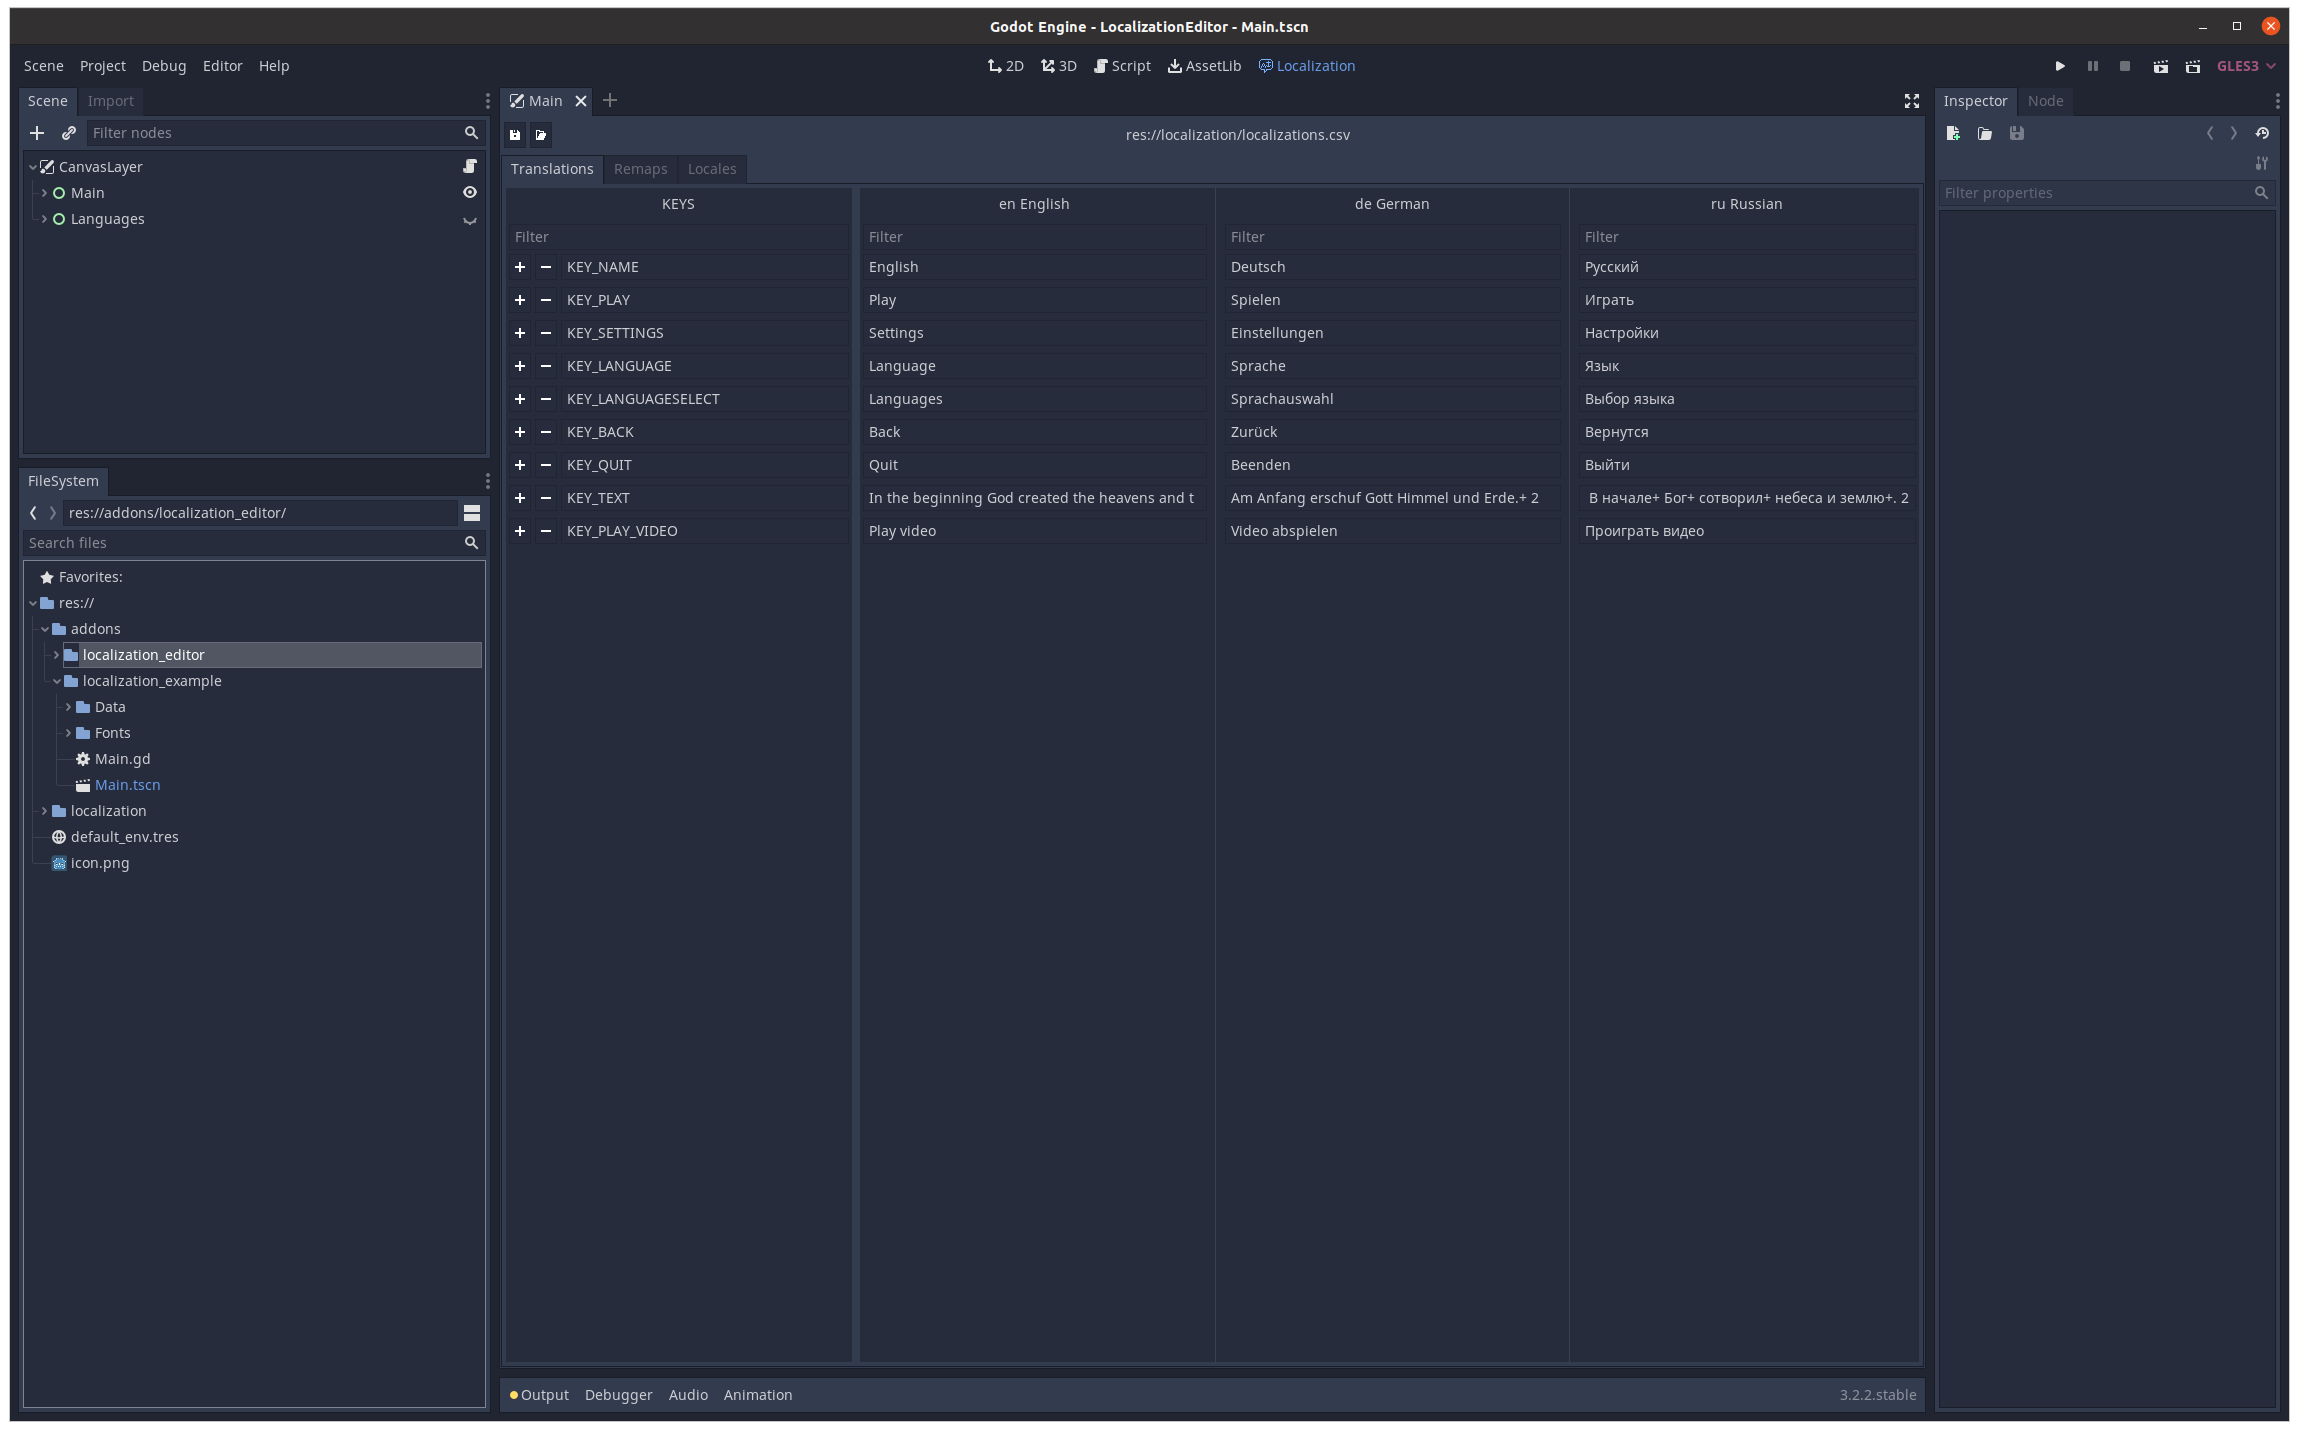 Godot Engine - LocalizationEditor - Main.tscn
Scene Project Debug Editor Help
2D 3D Script AssetLib Localization
GLES3
Scene Import
Filter nodes
CanvasLayer
Main
Languages
FileSystem
res://addons/localization_editor/
Search files
Favorites:
res://
addons
localization_editor
localization_example
Data
Fonts
Main.gd
Main.tscn
localization
default_env.tres
icon.png
Main
res://localization/localizations.csv
Translations Remaps Locales
KEYS en English de German ru Russian
Filter Filter Filter Filter
KEY_NAME English Deutsch Русский
KEY_PLAY Play Spielen Играть
KEY_SETTINGS Settings Einstellungen Настройки
KEY_LANGUAGE Language Sprache Язык
KEY_LANGUAGESELECT Languages Sprachauswahl Выбор языка
KEY_BACK Back Zurück Вернутся
KEY_QUIT Quit Beenden Выйти
KEY_TEXT In the beginning God created the heavens and t Am Anfang erschuf Gott Himmel und Erde.+ 2 В начале+ Бог+ сотворил+ небеса и землю+. 2
KEY_PLAY_VIDEO Play video Video abspielen Проиграть видео
Output Debugger Audio Animation
3.2.2.stable
Inspector Node
Filter properties